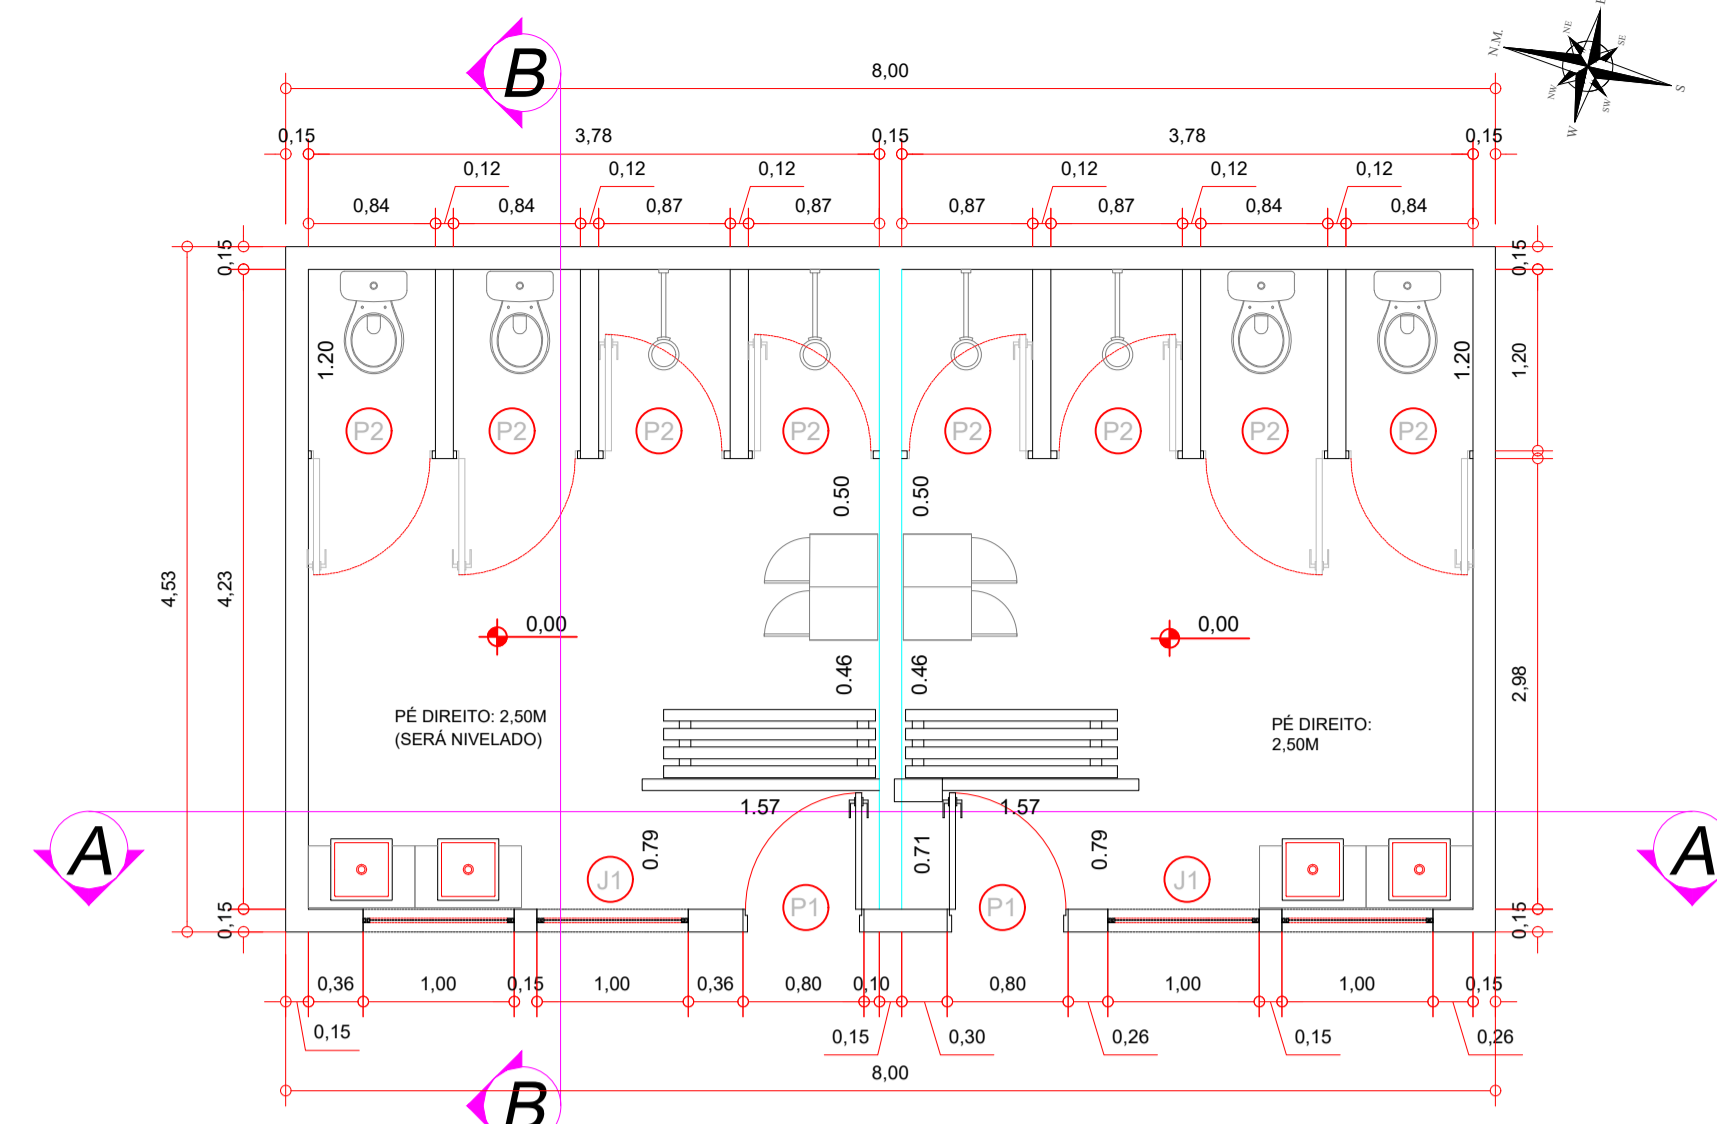 B
E
N.M.
NE
SE
NW
SW
S
W
8,00
0,15
3,78
0,15
3,78
0,15
0,12
0,12
0,12
0,12
0,12
0,12
0,84
0,84
0,87
0,87
0,87
0,87
0,84
0,84
0,15
0,15
1.20
1.20
1,20
P2
P2
P2
P2
P2
P2
P2
P2
0.50
0.50
4,53
4,23
0,00
0,00
0.46
0.46
2,98
PÉ DIREITO: 2,50M
(SERÁ NIVELADO)
PÉ DIREITO:
2,50M
1.57
1.57
A
0.79
0.71
0.79
A
J1
J1
P1
P1
0,15
0,15
0,36
1,00
0,15
1,00
0,36
0,80
0,10
0,80
1,00
1,00
0,15
0,15
0,15
0,30
0,26
0,15
0,26
8,00
B